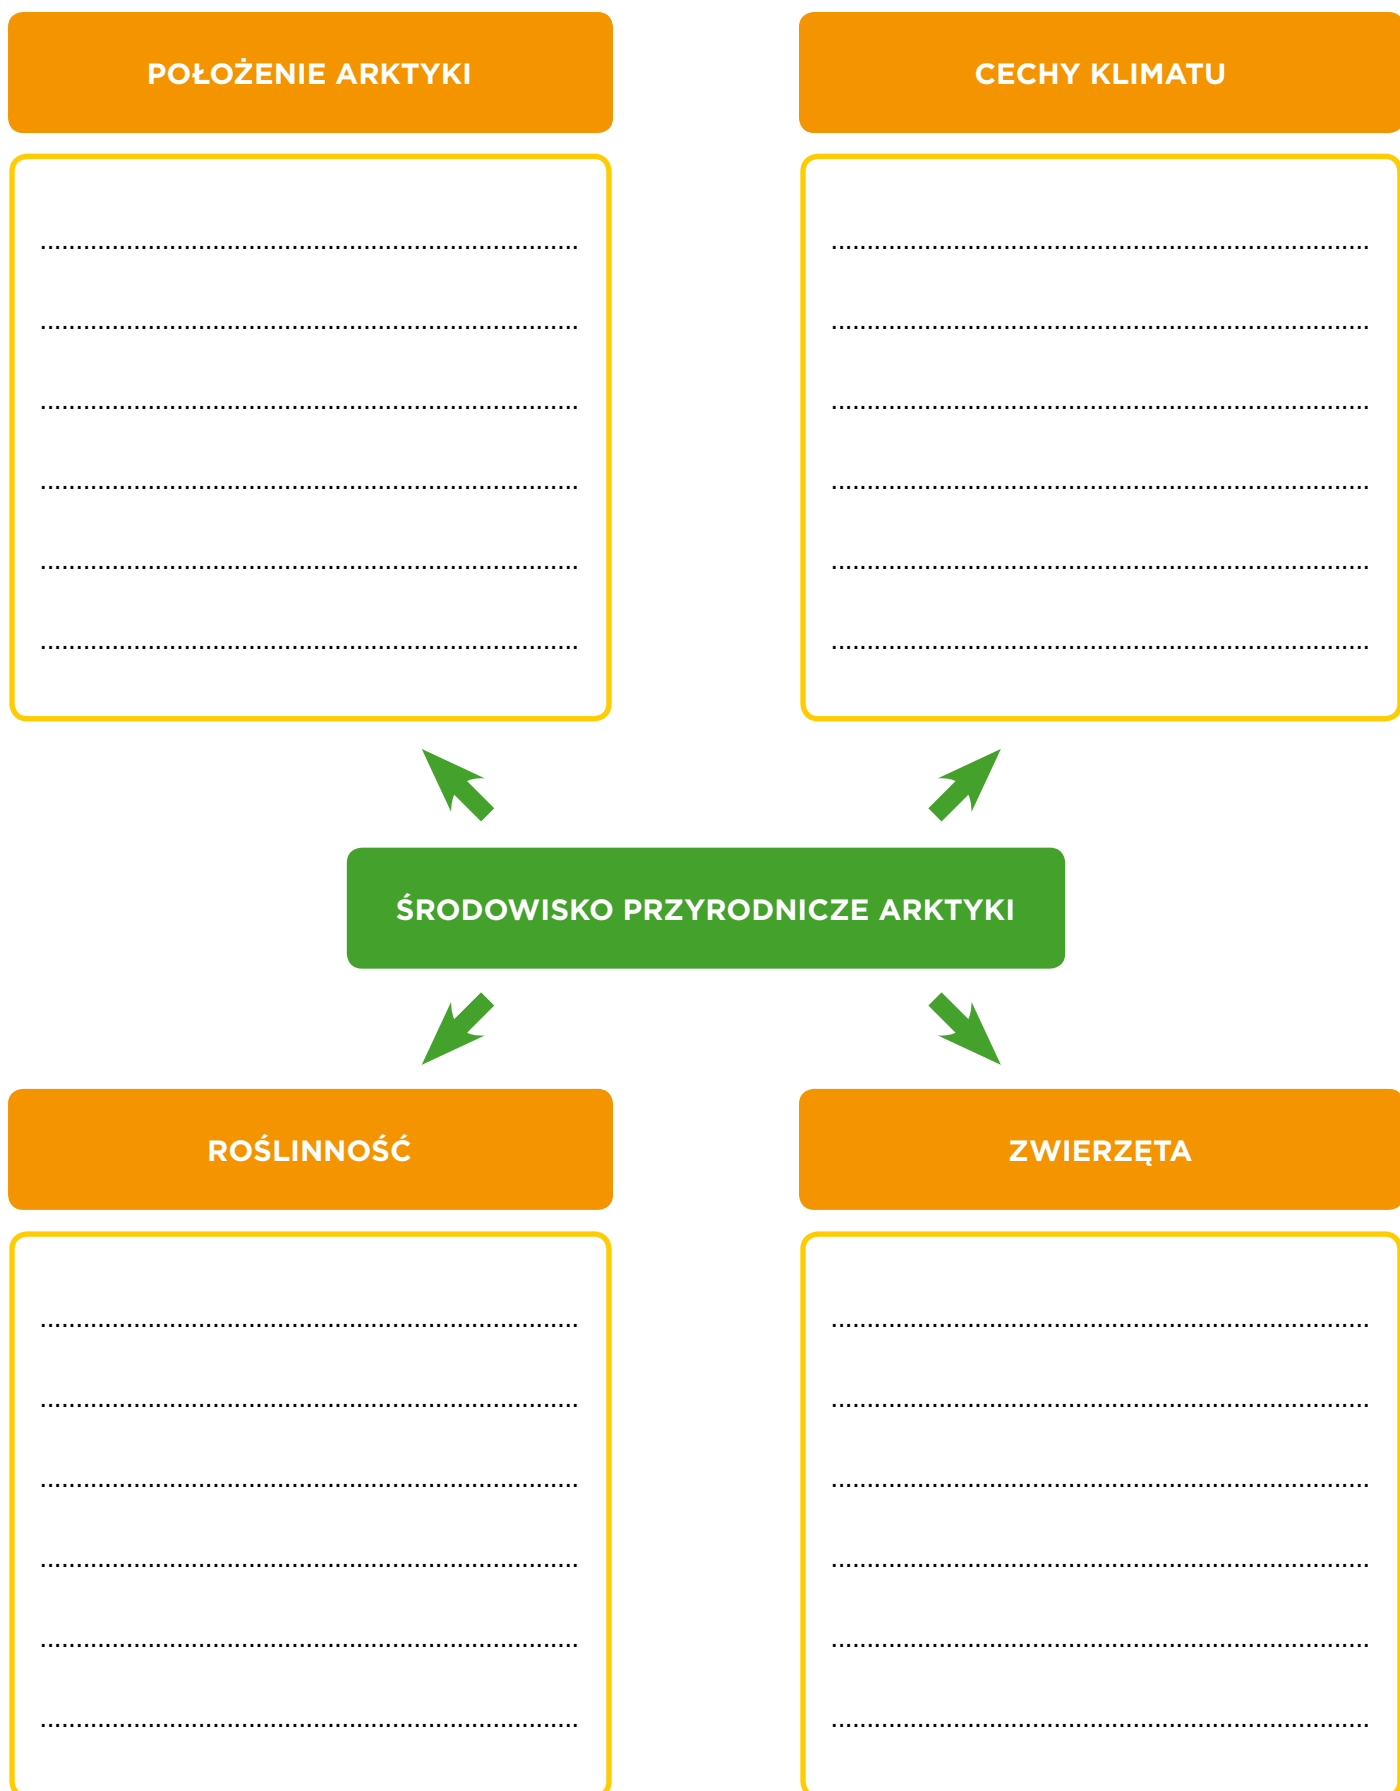 POŁOŻENIE ARKTYKI
CECHY KLIMATU
ŚRODOWISKO PRZYRODNICZE ARKTYKI
ROŚLINNOŚĆ
ZWIERZĘTA